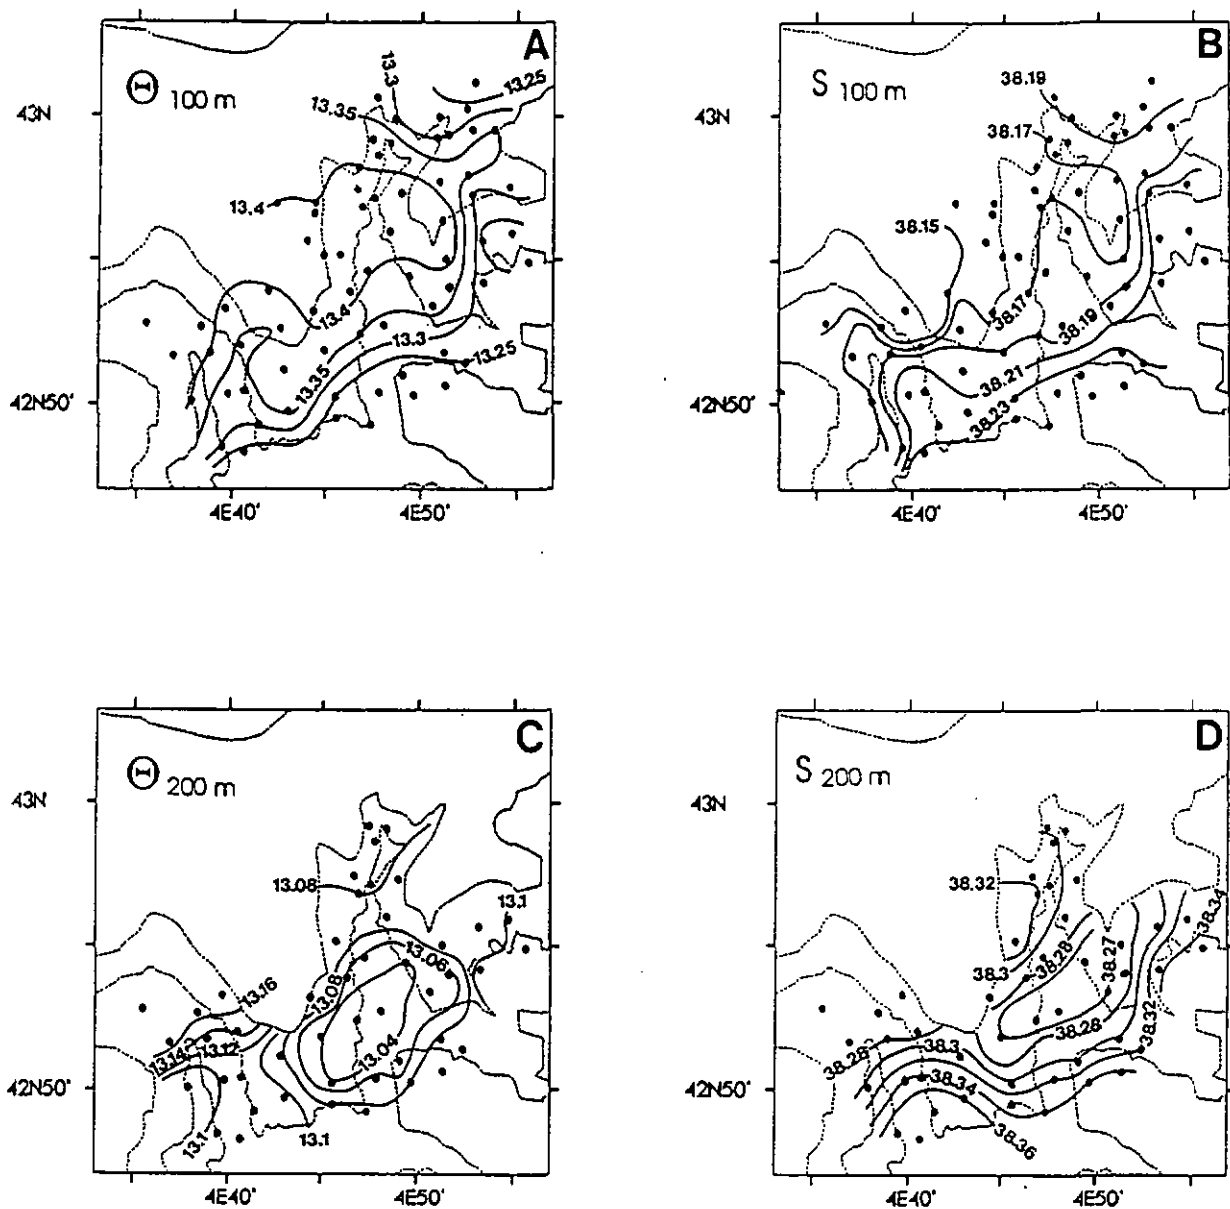 A
Θ 100 m
13.3
13.25
13.35
13.4
13.4
13.3
13.25
13.35
43N
42N50'
4E40'
4E50'
B
S 100 m
38.19
38.17
38.15
38.17
38.19
38.21
38.23
43N
42N50'
4E40'
4E50'
C
Θ 200 m
13.08
13.1
13.06
13.08
13.16
13.14
13.12
13.04
13.1
13.1
43N
42N50'
4E40'
4E50'
D
S 200 m
38.32
38.34
38.27
38.28
38.3
38.32
38.28
38.28
38.3
38.34
38.36
43N
42N50'
4E40'
4E50'